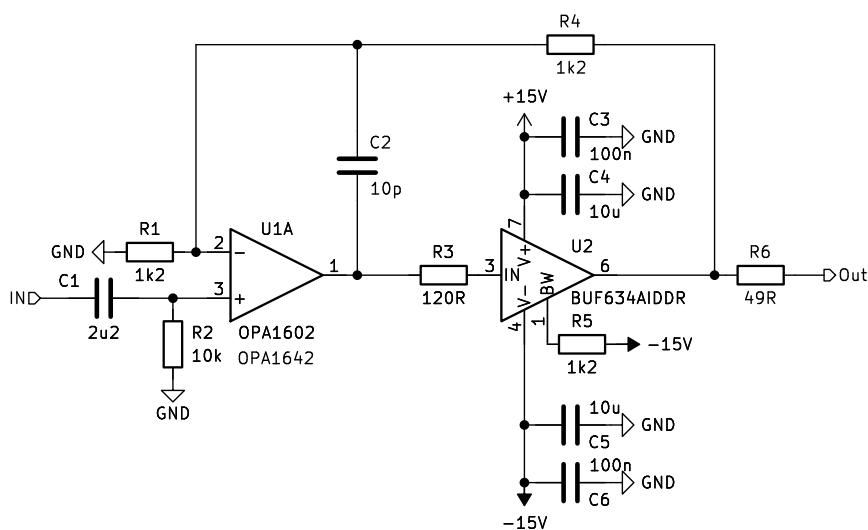 R4
1k2
+15V
C3
GND
100n
C2
10p
C4
GND
10u
U1A
R1
GND
1k2
2
−
1
3
+
OPA1602
OPA1642
C1
IN
2u2
R2
10k
GND
R3
120R
7
V+
U2
3
IN
6
BW
V−
BUF634AIDDR
4
1
R5
−15V
1k2
R6
49R
Out
10u
GND
C5
100n
GND
C6
−15V